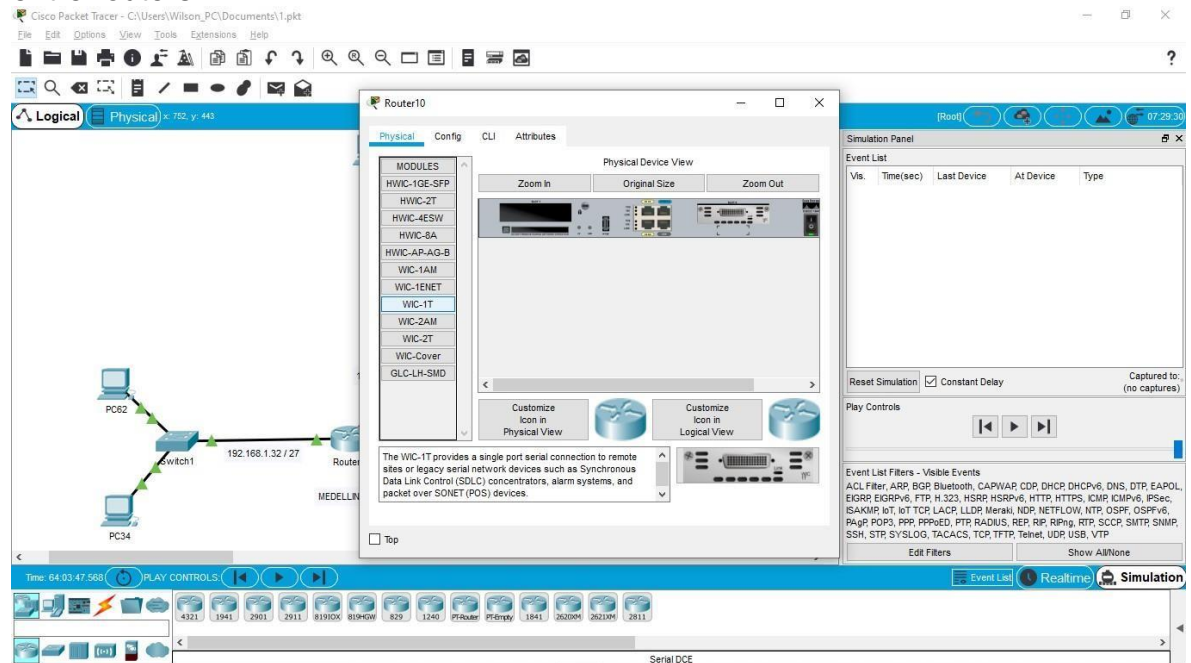 Cisco Packet Tracer - C:\Users\Wilson_PC\Documents\1.pkt
File Edit Options View Tools Extensions Help
?
Logical
Physical
x: 752, y: 443
[Root]
07:29:30
Router10
Physical Config CLI Attributes
MODULES
HWIC-1GE-SFP
HWIC-2T
HWIC-4ESW
HWIC-8A
HWIC-AP-AG-B
WIC-1AM
WIC-1ENET
WIC-1T
WIC-2AM
WIC-2T
WIC-Cover
GLC-LH-SMD
Physical Device View
Zoom In Original Size Zoom Out
Customize
Icon in
Physical View
Customize
Icon in
Logical View
The WIC-1T provides a single port serial connection to remote
sites or legacy serial network devices such as Synchronous
Data Link Control (SDLC) concentrators, alarm systems, and
packet over SONET (POS) devices.
Top
PC62
Switch1
192.168.1.32 / 27
Router
MEDELLIN
PC34
Simulation Panel
Event List
Vis. Time(sec) Last Device At Device Type
Reset Simulation Constant Delay
Captured to:
(no captures)
Play Controls
Event List Filters - Visible Events
ACL Filter, ARP, BGP, Bluetooth, CAPWAP, CDP, DHCP, DHCPv6, DNS, DTP, EAPOL,
EIGRP, EIGRPv6, FTP, H.323, HSRP, HSRPv6, HTTP, HTTPS, ICMP, ICMPv6, IPSec,
ISAKMP, IoT, IoT TCP, LACP, LLDP, Meraki, NDP, NETFLOW, NTP, OSPF, OSPFv6,
PAgP, POP3, PPP, PPPoED, PTP, RADIUS, REP, RIP, RIPng, RTP, SCCP, SMTP, SNMP,
SSH, STP, SYSLOG, TACACS, TCP, TFTP, Telnet, UDP, USB, VTP
Edit Filters Show All/None
Time: 64:03:47.568
PLAY CONTROLS:
Event List
Realtime
Simulation
4321 1941 2901 2911 819IOX 819HGW 829 1240 PT-Router PT-Empty 1841 2620XM 2621XM 2811
Serial DCE